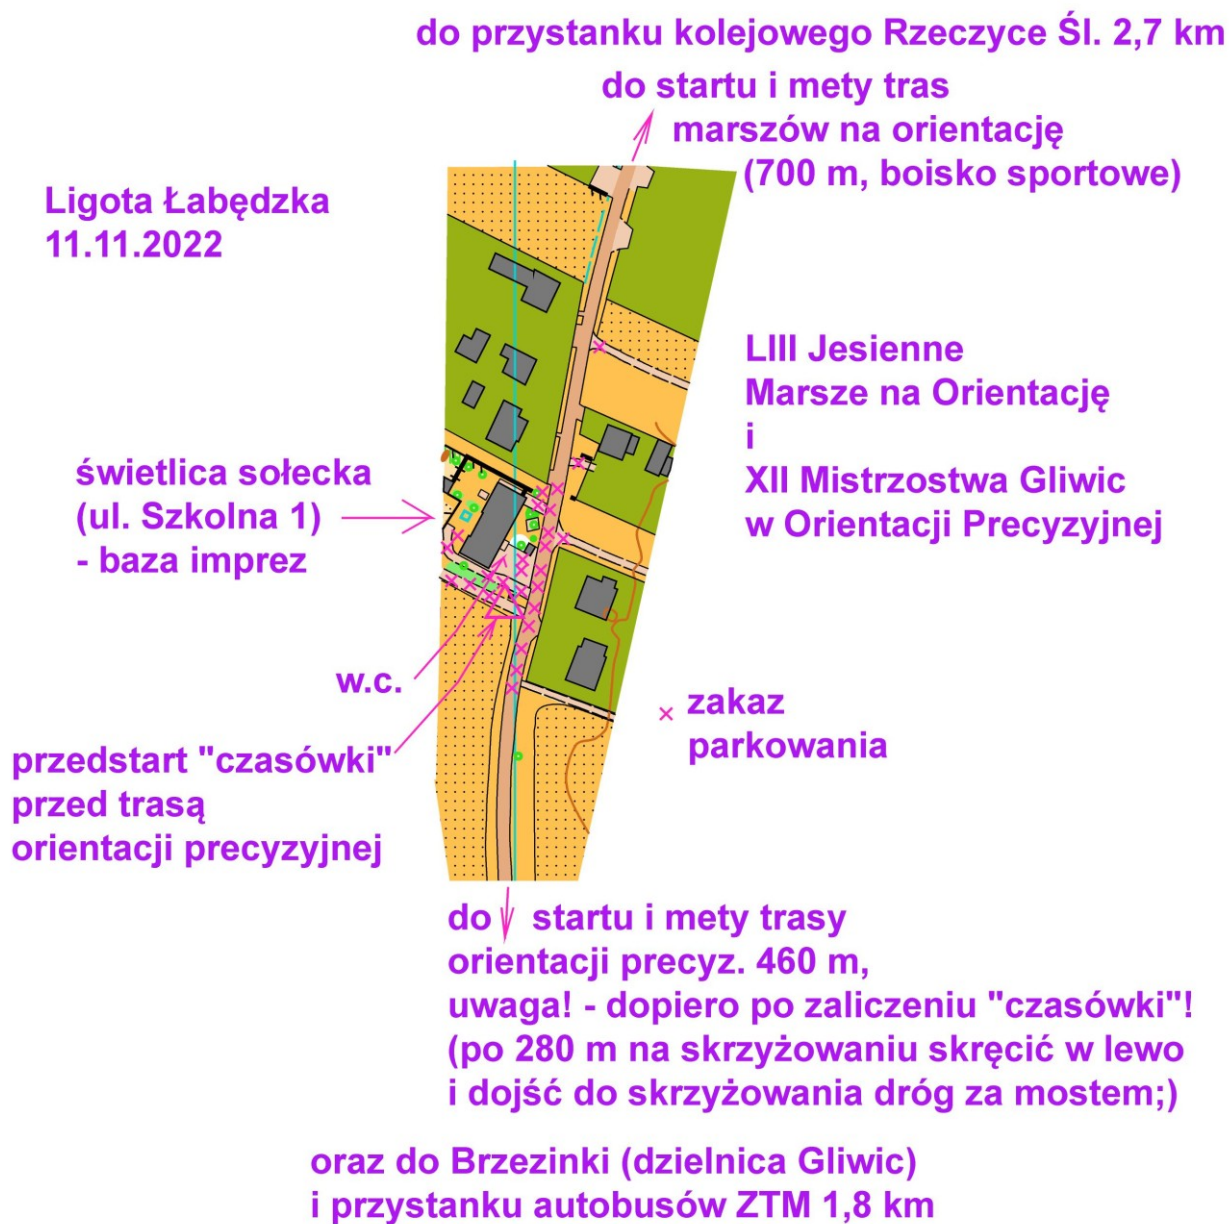 do przystanku kolejowego Rzeczyce Śl. 2,7 km
do startu i mety tras
marszów na orientację
(700 m, boisko sportowe)
Ligota Łabędzka
11.11.2022
LIII Jesienne
Marsze na Orientację
i
XII Mistrzostwa Gliwic
w Orientacji Precyzyjnej
świetlica sołecka
(ul. Szkolna 1)
- baza imprez
w.c.
zakaz
parkowania
przedstart "czasówki"
przed trasą
orientacji precyzyjnej
do startu i mety trasy
orientacji precyz. 460 m,
uwaga! - dopiero po zaliczeniu "czasówki"!
(po 280 m na skrzyżowaniu skręcić w lewo
i dojść do skrzyżowania dróg za mostem;)
oraz do Brzezinki (dzielnica Gliwic)
i przystanku autobusów ZTM 1,8 km